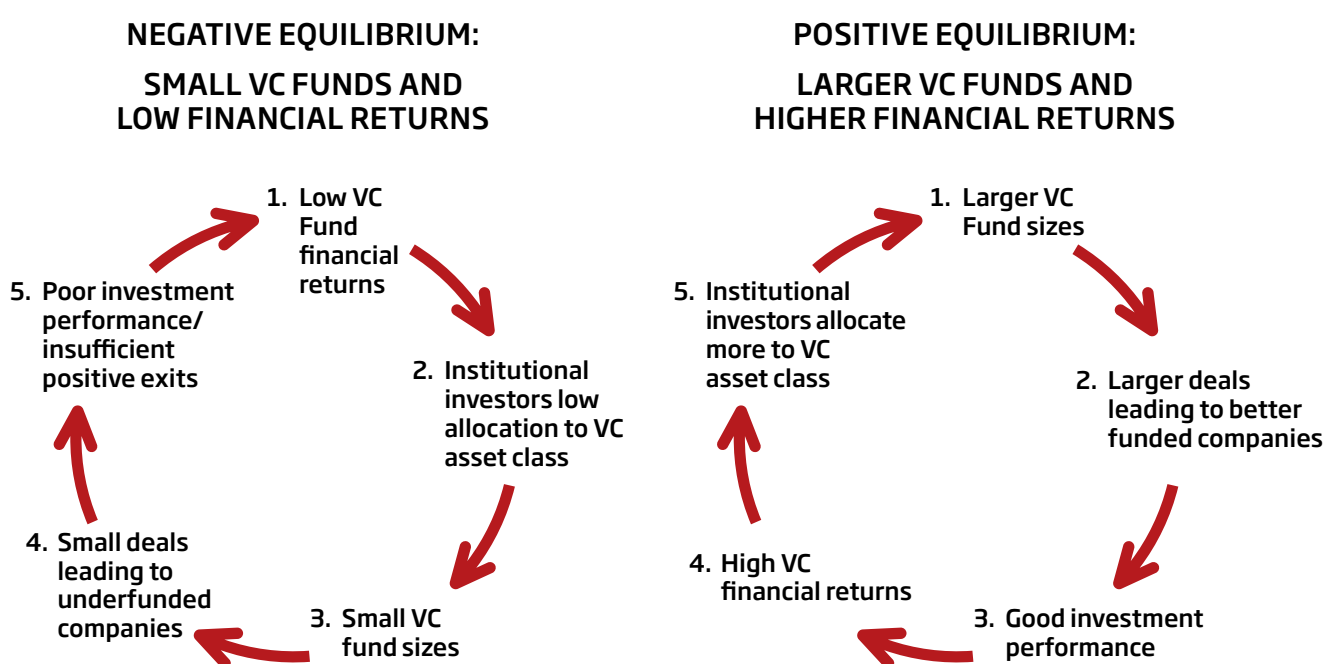 NEGATIVE EQUILIBRIUM:
SMALL VC FUNDS AND
LOW FINANCIAL RETURNS
1. Low VC
Fund
financial
returns
2. Institutional
investors low
allocation to VC
asset class
3. Small VC
fund sizes
4. Small deals
leading to
underfunded
companies
5. Poor investment
performance/
insufficient
positive exits
POSITIVE EQUILIBRIUM:
LARGER VC FUNDS AND
HIGHER FINANCIAL RETURNS
1. Larger VC
Fund sizes
2. Larger deals
leading to better
funded companies
3. Good investment
performance
4. High VC
financial returns
5. Institutional
investors allocate
more to VC
asset class